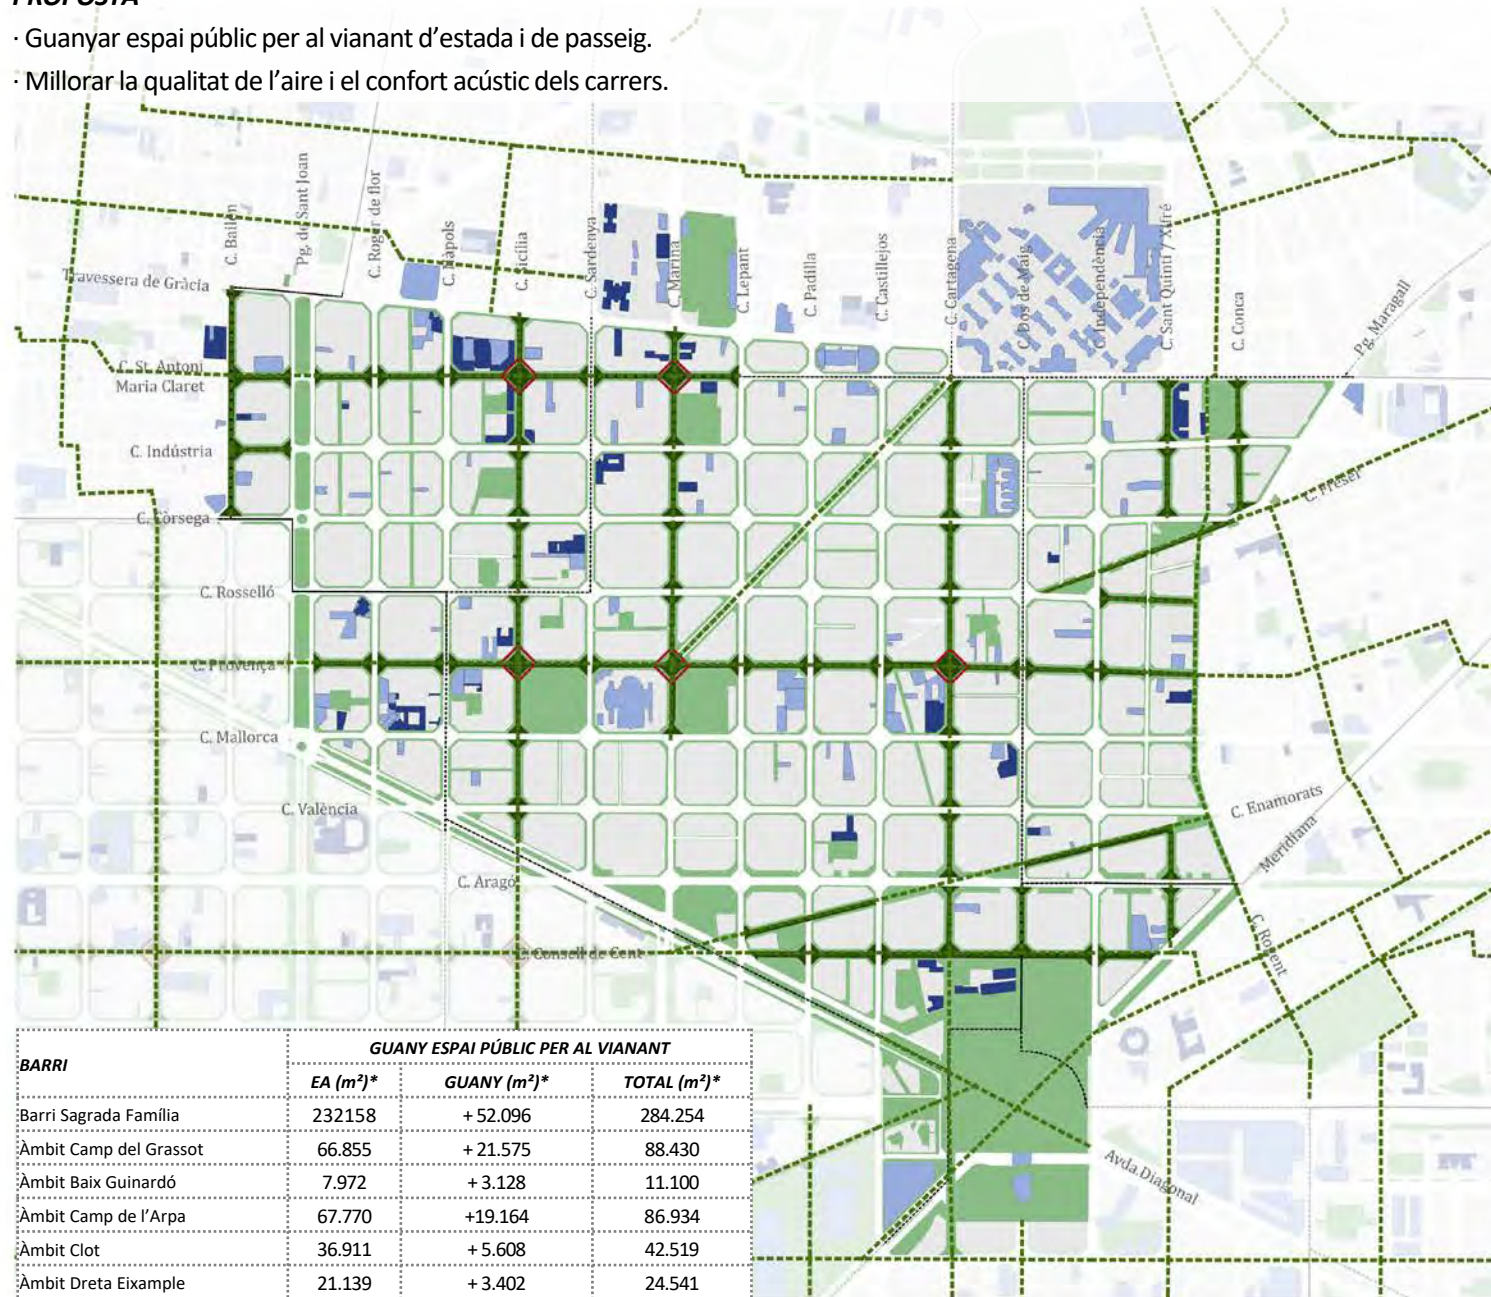 PROPOSTA
· Guanyar espai públic per al vianant d'estada i de passeig.
· Millorar la qualitat de l'aire i el confort acústic dels carrers.
C. Bailèn
Pg. de Sant Joan
C. Roger de flor
C. Nàpols
C. Sicília
C. Sardenya
C. Marina
C. Lepant
C. Padilla
C. Castillejos
C. Cartagena
C. Dos de Maig
C. Independència
C. Sant Quintí / Xifré
C. Conca
Pg. Maragall
Travessera de Gràcia
C. St. Antoni
Maria Claret
C. Indústria
C. Còrsega
C. Freser
C. Rosselló
C. Provença
C. Mallorca
C. València
C. Enamorats
Meridiana
C. Aragó
C. Rogent
C. Consell de Cent
Avda.Diagonal
BARRI GUANY ESPAI PÚBLIC PER AL VIANANT
EA (m²)* GUANY (m²)* TOTAL (m²)*
Barri Sagrada Família 232158 + 52.096 284.254
Àmbit Camp del Grassot 66.855 + 21.575 88.430
Àmbit Baix Guinardó 7.972 + 3.128 11.100
Àmbit Camp de l'Arpa 67.770 +19.164 86.934
Àmbit Clot 36.911 + 5.608 42.519
Àmbit Dreta Eixample 21.139 + 3.402 24.541